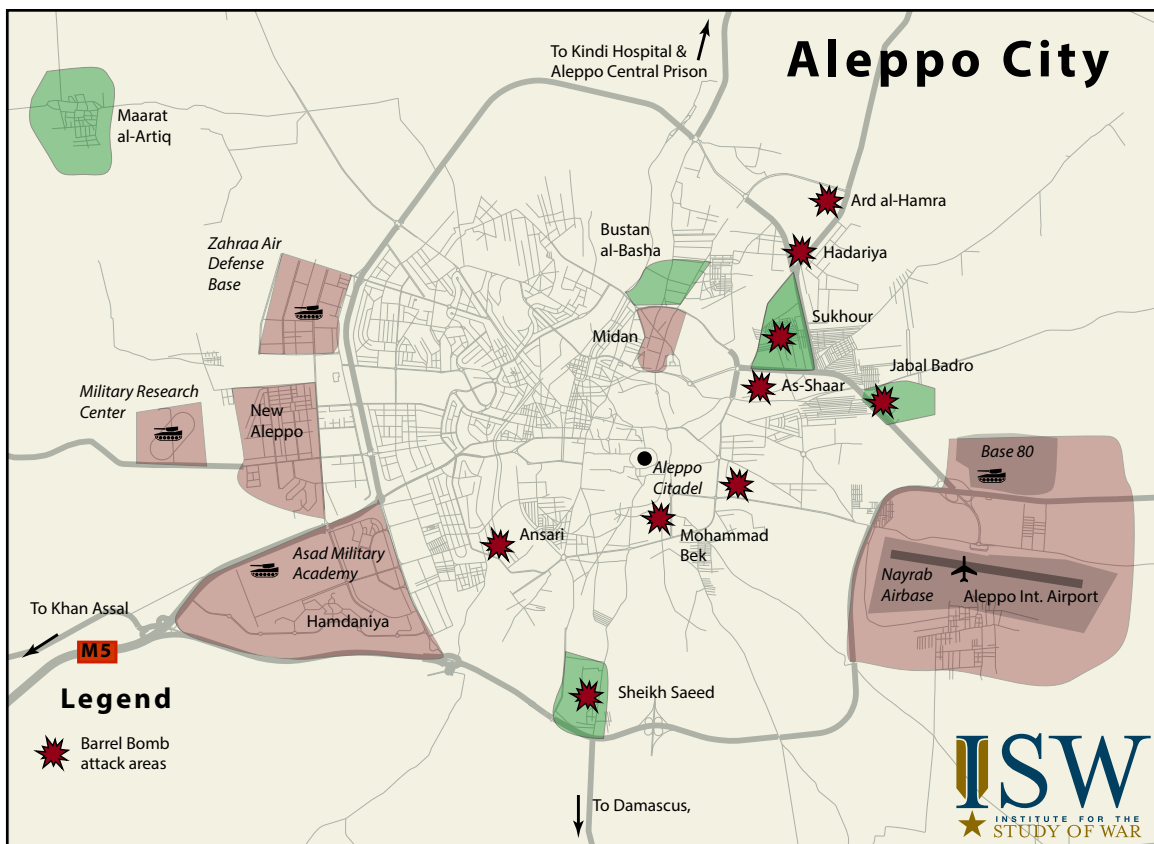 Aleppo City
To Kindi Hospital &
Aleppo Central Prison
Maarat
al-Artiq
Ard al-Hamra
Bustan
al-Basha
Zahraa Air
Defense
Base
Hadariya
Sukhour
Midan
Jabal Badro
As-Shaar
Military Research
Center
New
Aleppo
Base 80
Aleppo
Citadel
Ansari
Mohammad
Bek
Asad Military
Academy
Nayrab
Airbase
Aleppo Int. Airport
To Khan Assal
Hamdaniya
M5
Legend
Sheikh Saeed
Barrel Bomb
attack areas
To Damascus,
ISW
INSTITUTE FOR THE
STUDY OF WAR